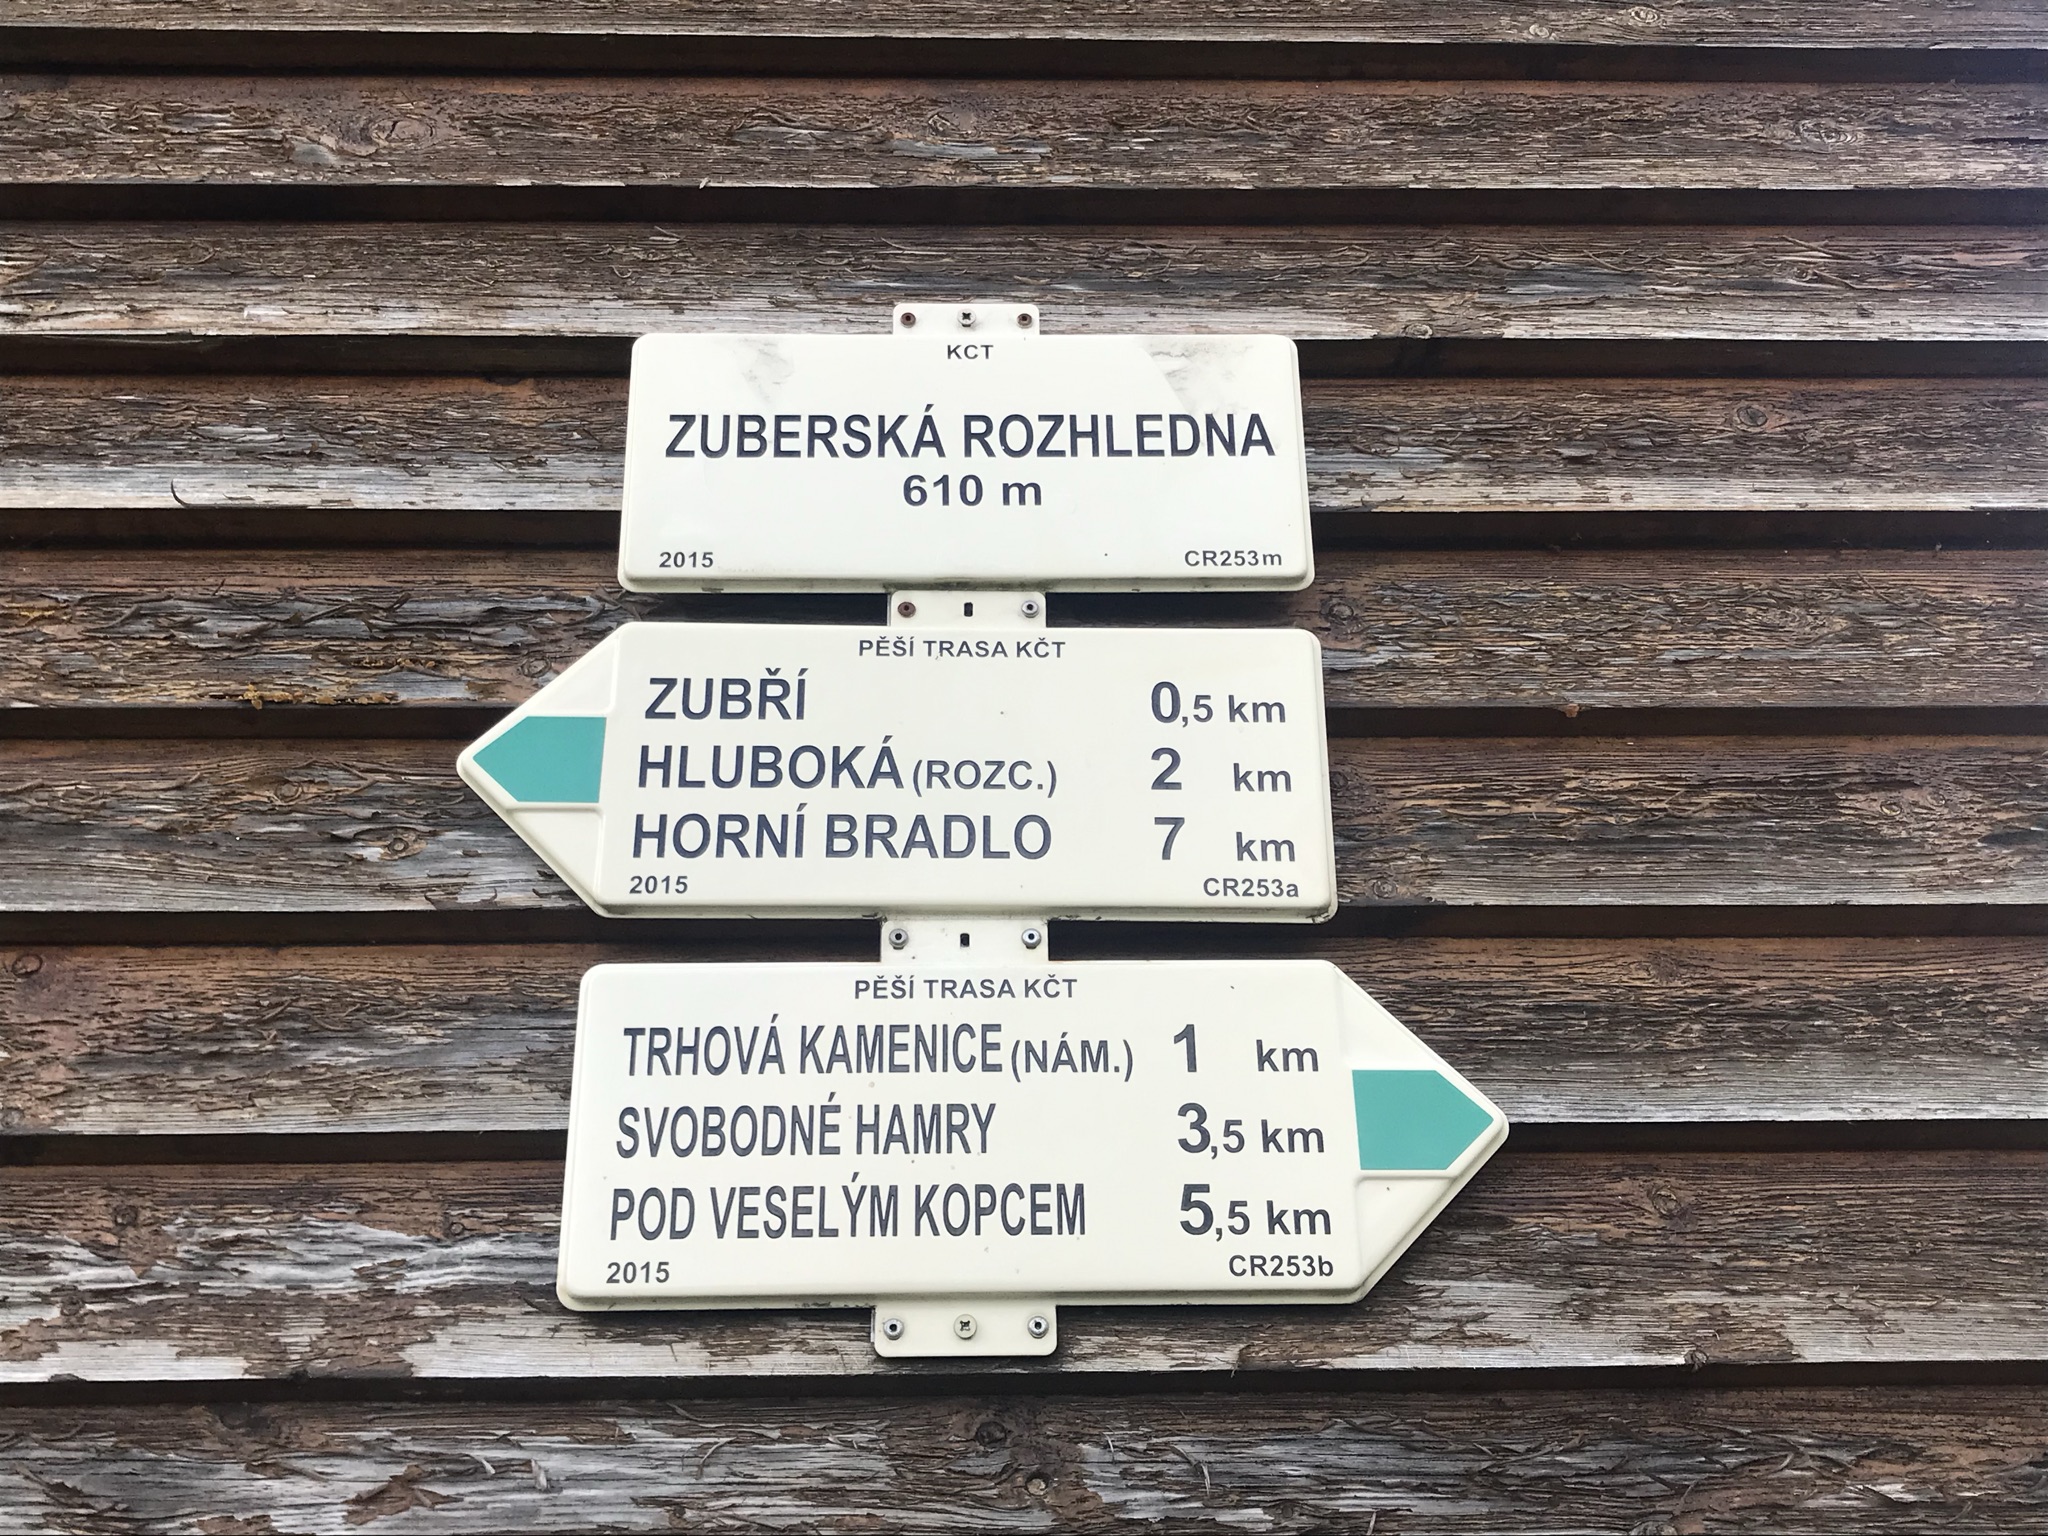 KCT
ZUBERSKÁ ROZHLEDNA
610 m
2015 CR253m
PĚŠÍ TRASA KČT
ZUBŘÍ 0,5 km
HLUBOKÁ (ROZC.) 2 km
HORNÍ BRADLO 7 km
2015 CR253a
PĚŠÍ TRASA KČT
TRHOVÁ KAMENICE (NÁM.) 1 km
SVOBODNÉ HAMRY 3,5 km
POD VESELÝM KOPCEM 5,5 km
2015 CR253b